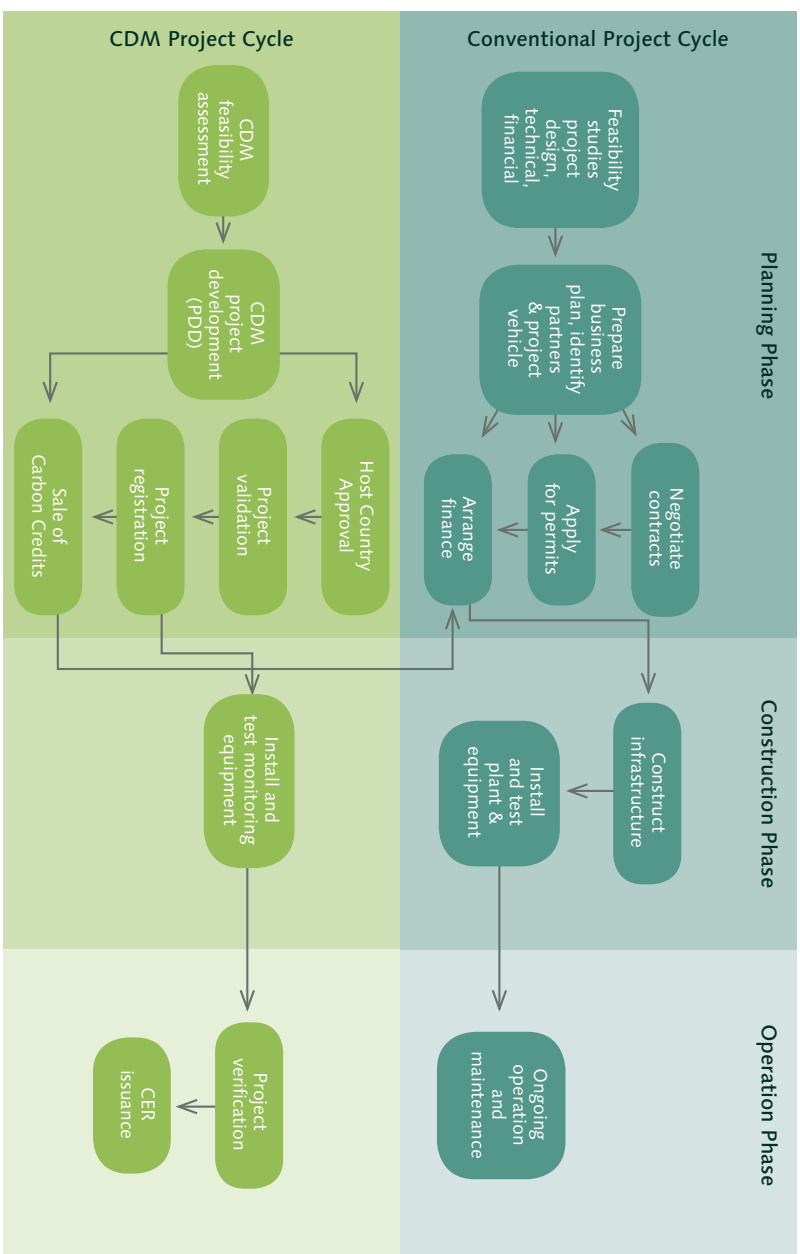 CDM Project Cycle
Conventional Project Cycle
Planning Phase
Construction Phase
Operation Phase
Feasibility
studies
project
design,
technical,
financial
Prepare
business
plan, identify
partners
& project
vehicle
Negotiate
contracts
Apply
for permits
Arrange
finance
Construct
infrastructure
Install
and test
plant &
equipment
Ongoing
operation
and
maintenance
CDM
feasibility
assessment
CDM
project
development
(PDD)
Host Country
Approval
Project
validation
Project
registration
Sale of
Carbon Credits
Install and
test monitoring
equipment
Project
verification
CER
issuance